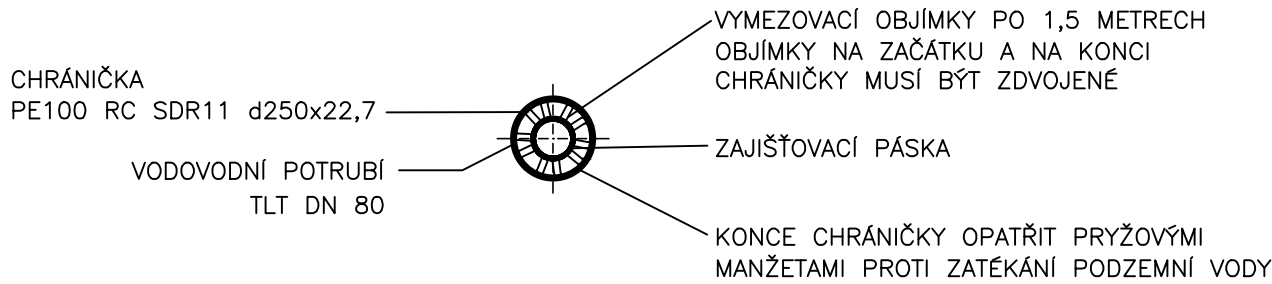 CHRÁNIČKA
PE100 RC SDR11 d250x22,7
VODOVODNÍ POTRUBÍ
TLT DN 80
VYMEZOVACÍ OBJÍMKY PO 1,5 METRECH
OBJÍMKY NA ZAČÁTKU A NA KONCI
CHRÁNIČKY MUSÍ BÝT ZDVOJENÉ
ZAJIŠŤOVACÍ PÁSKA
KONCE CHRÁNIČKY OPATŘIT PRYŽOVÝMI
MANŽETAMI PROTI ZATÉKÁNÍ PODZEMNÍ VODY